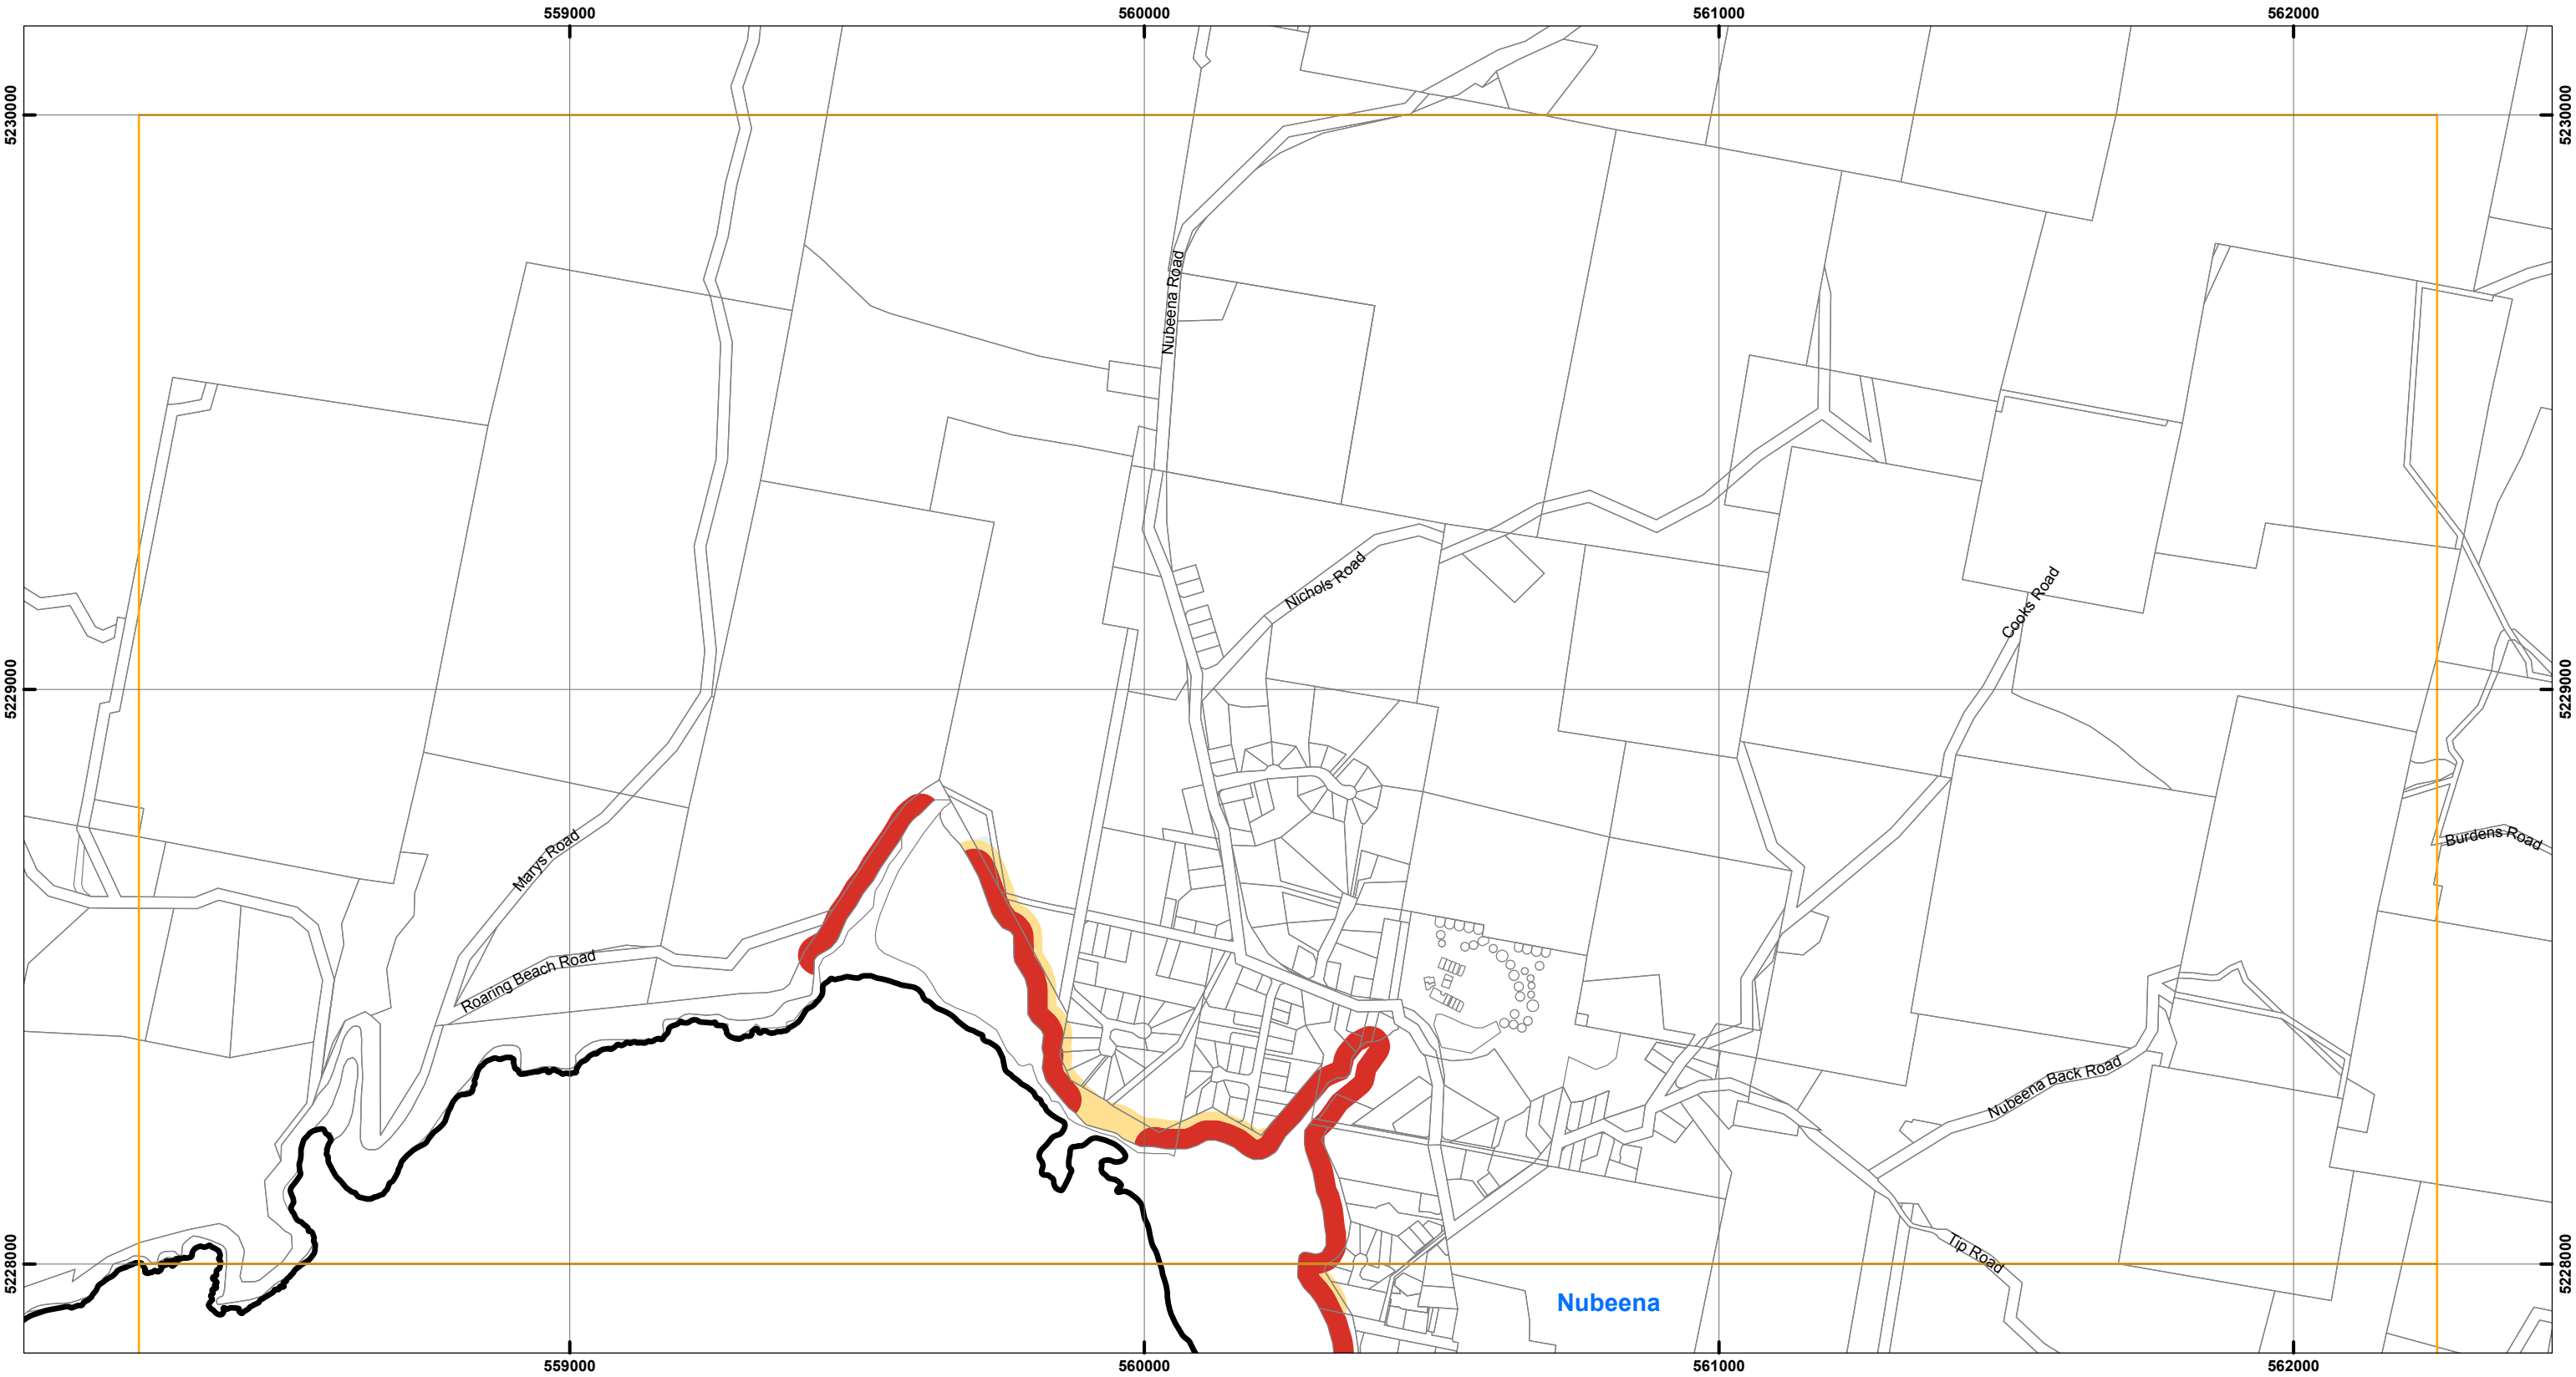 559000
560000
561000
562000
5230000
5230000
Nubeena Road
Nichols Road
Cooks Road
5229000
5229000
Marys Road
Burdens Road
Roaring Beach Road
Nubeena Back Road
Tip Road
5228000
5228000
Nubeena
559000
560000
561000
562000